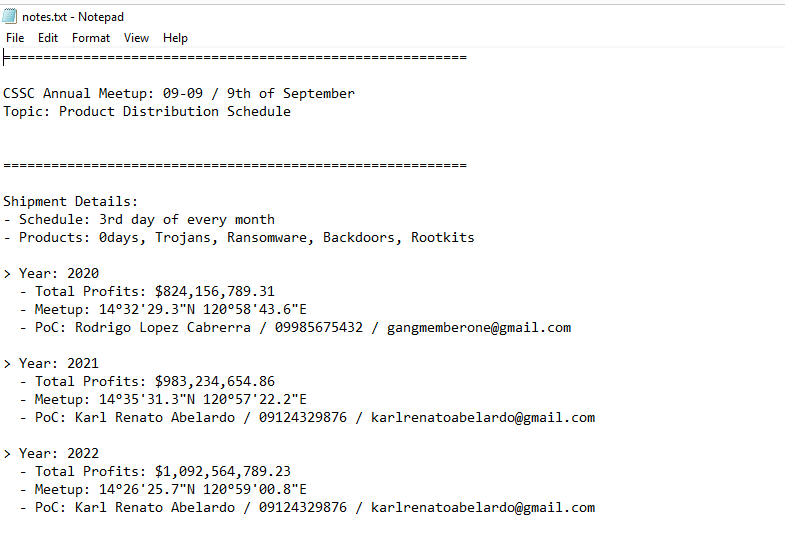 notes.txt - Notepad
File Edit Format View Help
==========================================================
CSSC Annual Meetup: 09-09 / 9th of September
Topic: Product Distribution Schedule
==========================================================
Shipment Details:
- Schedule: 3rd day of every month
- Products: 0days, Trojans, Ransomware, Backdoors, Rootkits
> Year: 2020
- Total Profits: $824,156,789.31
- Meetup: 14°32'29.3"N 120°58'43.6"E
- PoC: Rodrigo Lopez Cabrerra / 09985675432 / gangmemberone@gmail.com
> Year: 2021
- Total Profits: $983,234,654.86
- Meetup: 14°35'31.3"N 120°57'22.2"E
- PoC: Karl Renato Abelardo / 09124329876 / karlrenatoabelardo@gmail.com
> Year: 2022
- Total Profits: $1,092,564,789.23
- Meetup: 14°26'25.7"N 120°59'00.8"E
- PoC: Karl Renato Abelardo / 09124329876 / karlrenatoabelardo@gmail.com